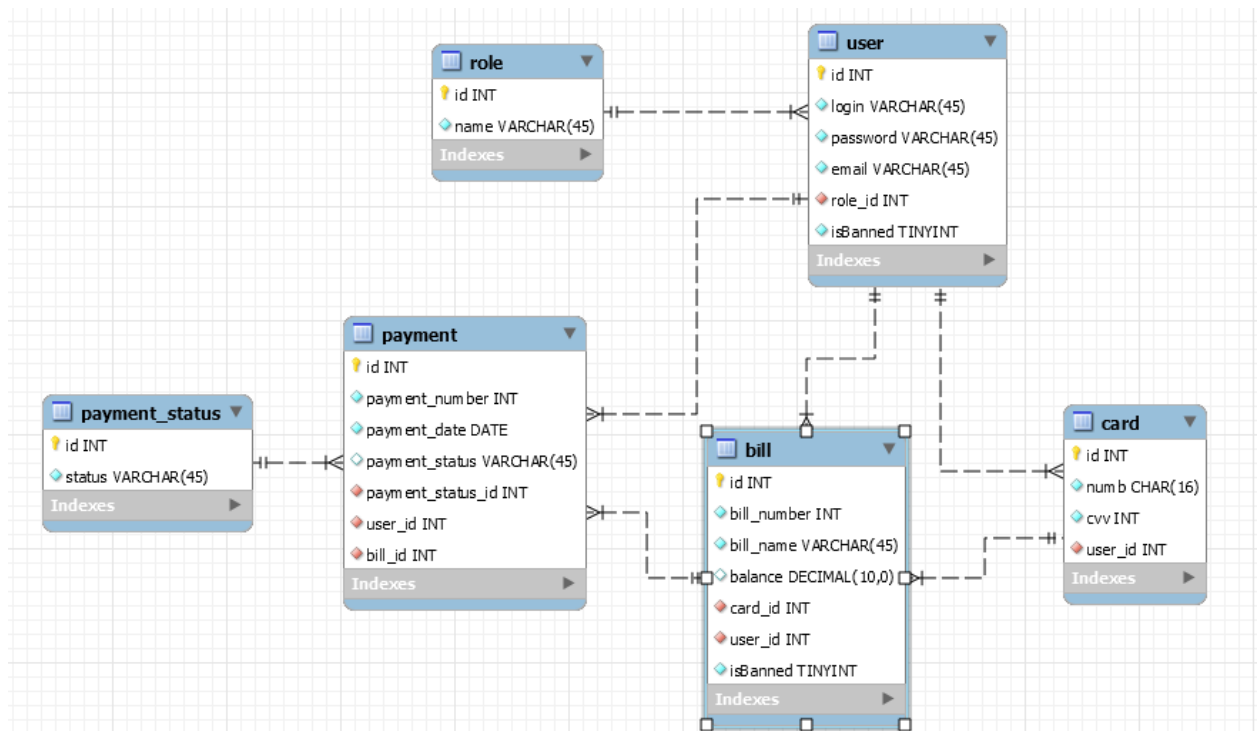 role
id INT
name VARCHAR(45)
Indexes
user
id INT
login VARCHAR(45)
password VARCHAR(45)
email VARCHAR(45)
role_id INT
isBanned TINYINT
Indexes
payment
id INT
payment_number INT
payment_date DATE
payment_status VARCHAR(45)
payment_status_id INT
user_id INT
bill_id INT
Indexes
payment_status
id INT
status VARCHAR(45)
Indexes
bill
id INT
bill_number INT
bill_name VARCHAR(45)
balance DECIMAL(10,0)
card_id INT
user_id INT
isBanned TINYINT
Indexes
card
id INT
numb CHAR(16)
cvv INT
user_id INT
Indexes